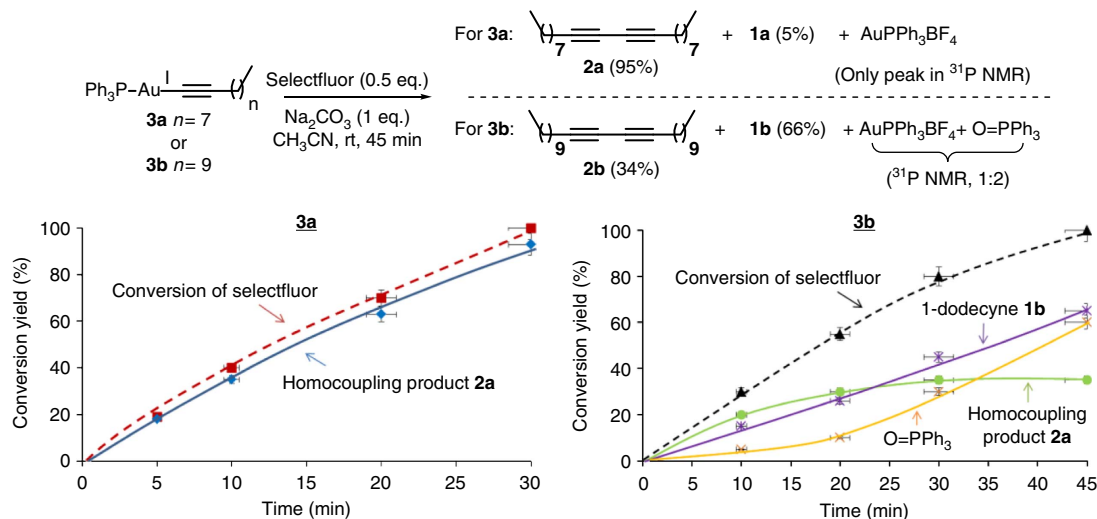 For 3a:
7
7
2a (95%)
+ 1a (5%) + AuPPh3BF4
(Only peak in 31P NMR)
Ph3P–Au
I
n
3a n= 7
or
3b n= 9
Selectfluor (0.5 eq.)
Na2CO3 (1 eq.)
CH3CN, rt, 45 min
For 3b:
9
9
2b (34%)
+ 1b (66%) + AuPPh3BF4+ O=PPh3
(31P NMR, 1:2)
3a
Conversion yield (%)
100
80
60
40
20
0
Conversion of selectfluor
Homocoupling product 2a
0 5 10 15 20 25 30
Time (min)
3b
Conversion yield (%)
100
80
60
40
20
0
Conversion of selectfluor
1-dodecyne 1b
O=PPh3
Homocoupling
product 2a
0 5 10 15 20 25 30 35 40 45
Time (min)